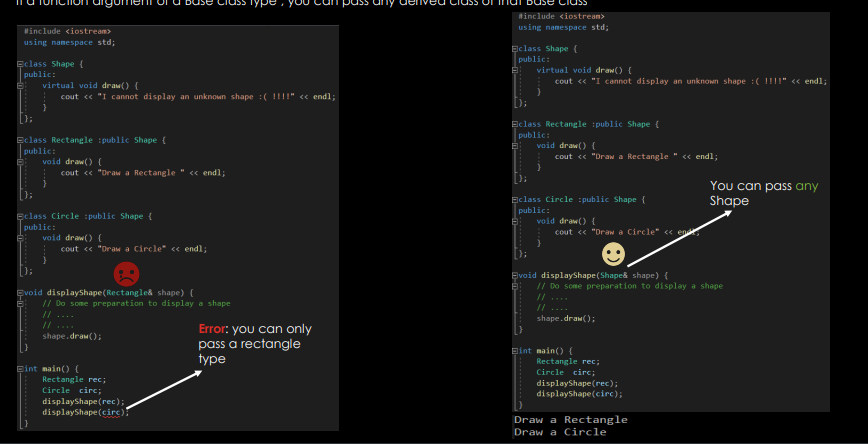 If a function argument of a Base class type , you can pass any derived class of that Base class
#include <iostream>
using namespace std;
class Shape {
public:
virtual void draw() {
cout << "I cannot display an unknown shape :( !!!!" << endl;
}
};
class Rectangle :public Shape {
public:
void draw() {
cout << "Draw a Rectangle " << endl;
}
};
class Circle :public Shape {
public:
void draw() {
cout << "Draw a Circle" << endl;
}
};
void displayShape(Rectangle& shape) {
// Do some preparation to display a shape
// ....
// ....
shape.draw();
}
int main() {
Rectangle rec;
Circle circ;
displayShape(rec);
displayShape(circ);
}
Error: you can only
pass a rectangle
type
#include <iostream>
using namespace std;
class Shape {
public:
virtual void draw() {
cout << "I cannot display an unknown shape :( !!!!" << endl;
}
};
class Rectangle :public Shape {
public:
void draw() {
cout << "Draw a Rectangle " << endl;
}
};
class Circle :public Shape {
public:
void draw() {
cout << "Draw a Circle" << endl;
}
};
You can pass any
Shape
void displayShape(Shape& shape) {
// Do some preparation to display a shape
// ....
// ....
shape.draw();
}
int main() {
Rectangle rec;
Circle circ;
displayShape(rec);
displayShape(circ);
}
Draw a Rectangle
Draw a Circle